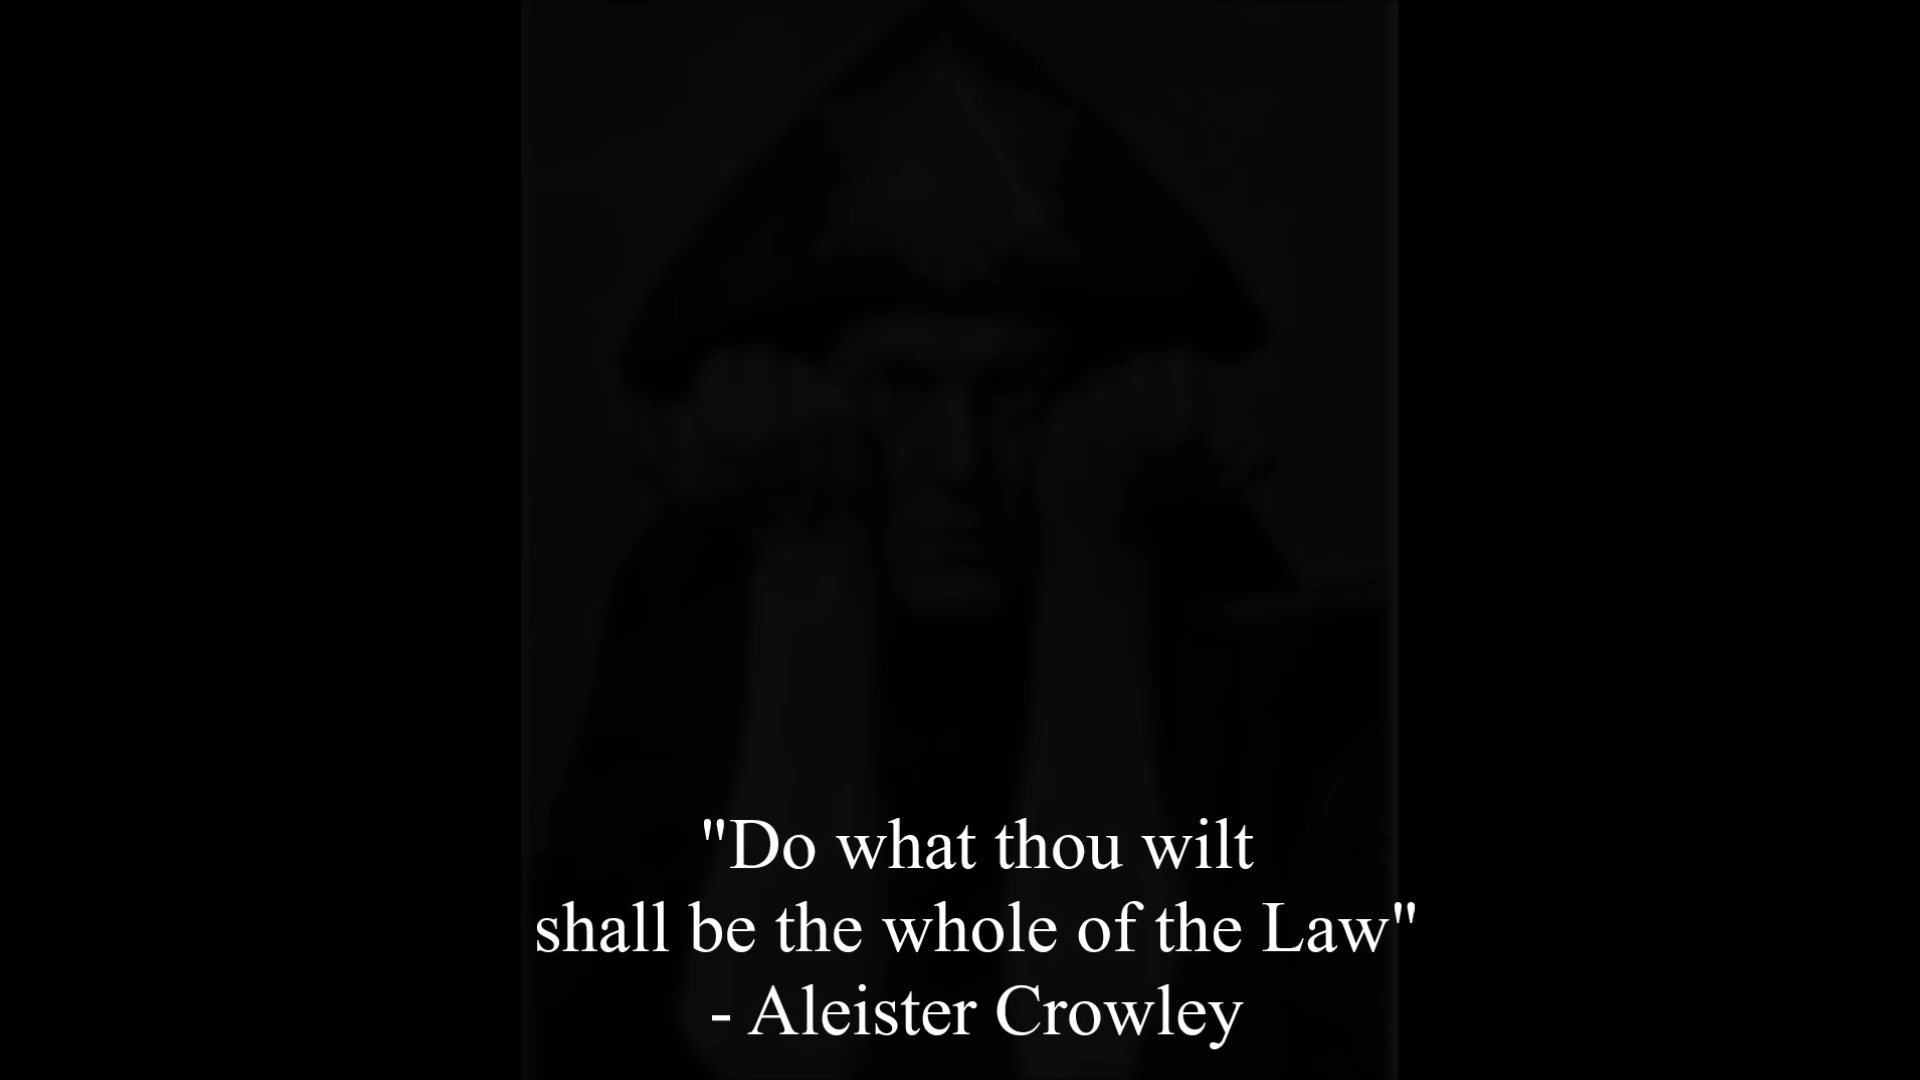 "Do what thou wilt
shall be the whole of the Law"
- Aleister Crowley